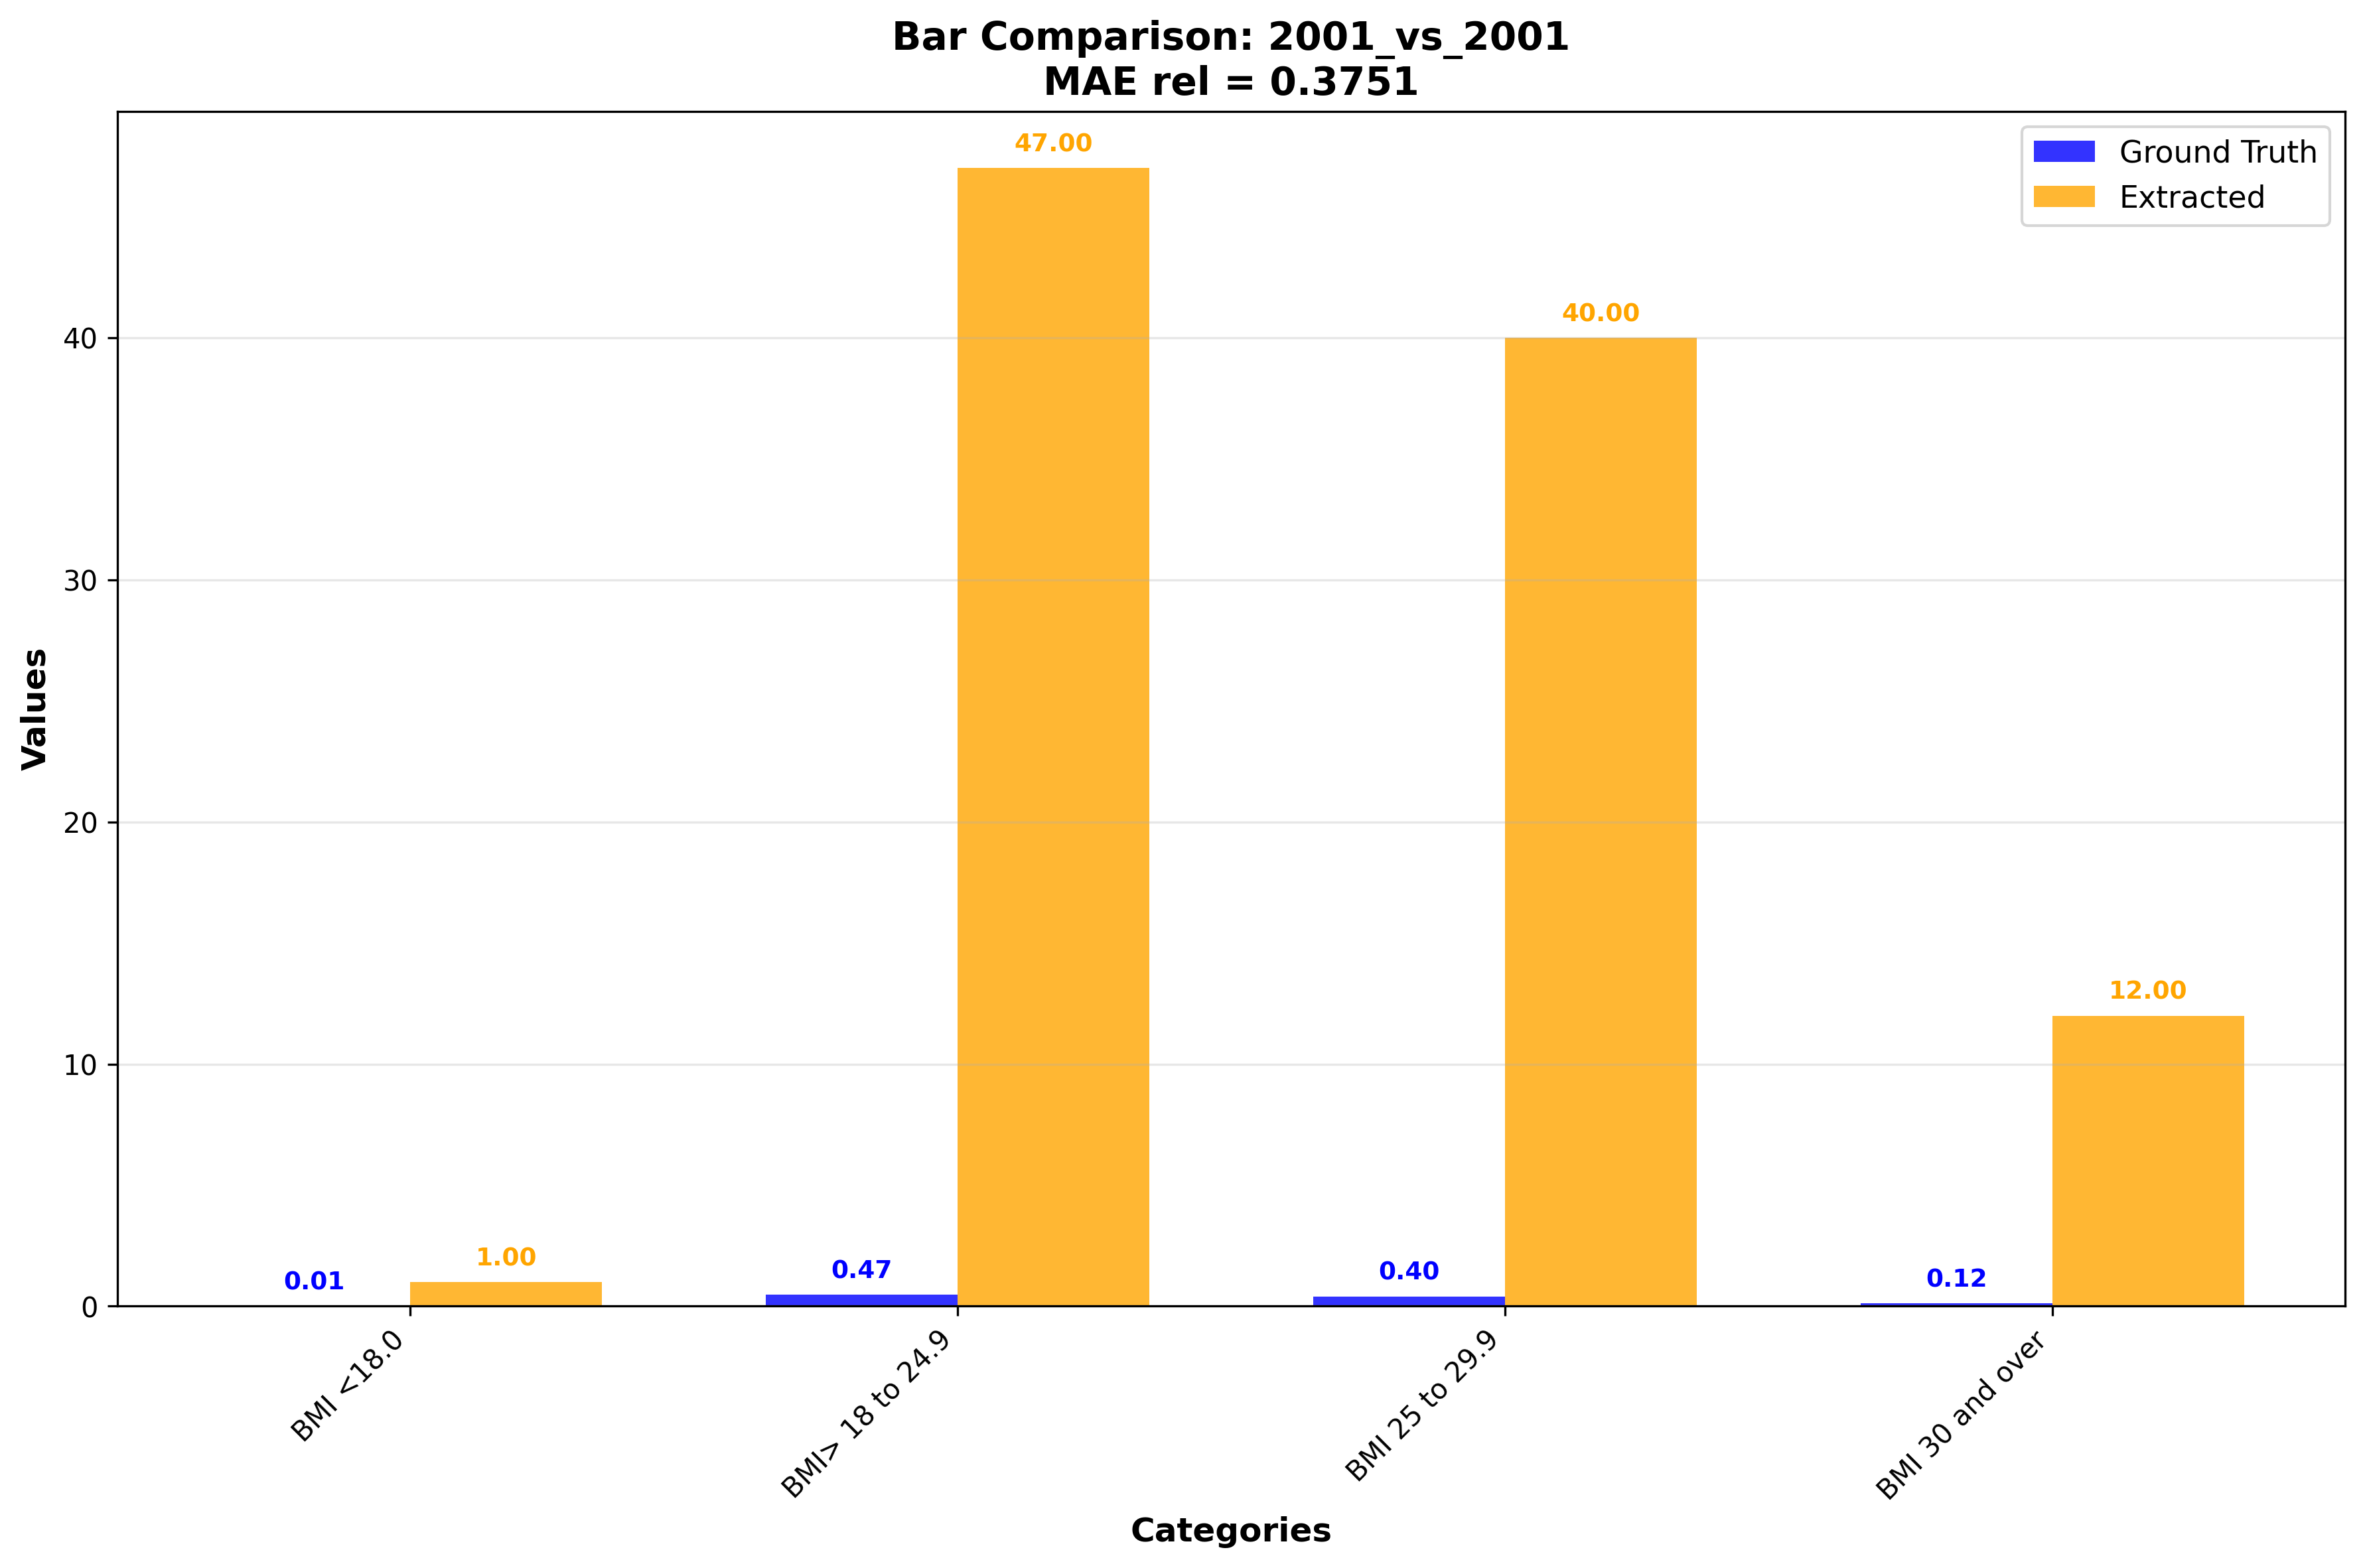 Bar Comparison: 2001_vs_2001
MAE rel = 0.3751
Ground Truth
Extracted
Values
40
30
20
10
0
47.00
40.00
12.00
0.01
1.00
0.47
0.40
0.12
BMI <18.0
BMI> 18 to 24.9
BMI 25 to 29.9
BMI 30 and over
Categories